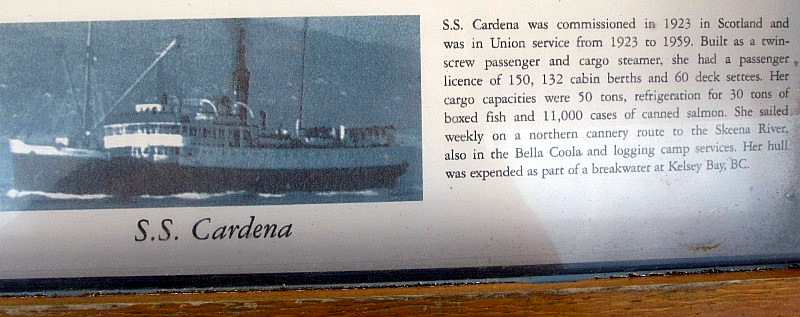 S.S. Cardena was commissioned in 1923 in Scotland and
was in Union service from 1923 to 1959. Built as a twin-
screw passenger and cargo steamer, she had a passenger
licence of 150, 132 cabin berths and 60 deck settees. Her
cargo capacities were 50 tons, refrigeration for 30 tons of
boxed fish and 11,000 cases of canned salmon. She sailed
weekly on a northern cannery route to the Skeena River,
also in the Bella Coola and logging camp services. Her hull
was expended as part of a breakwater at Kelsey Bay, BC.
S.S. Cardena